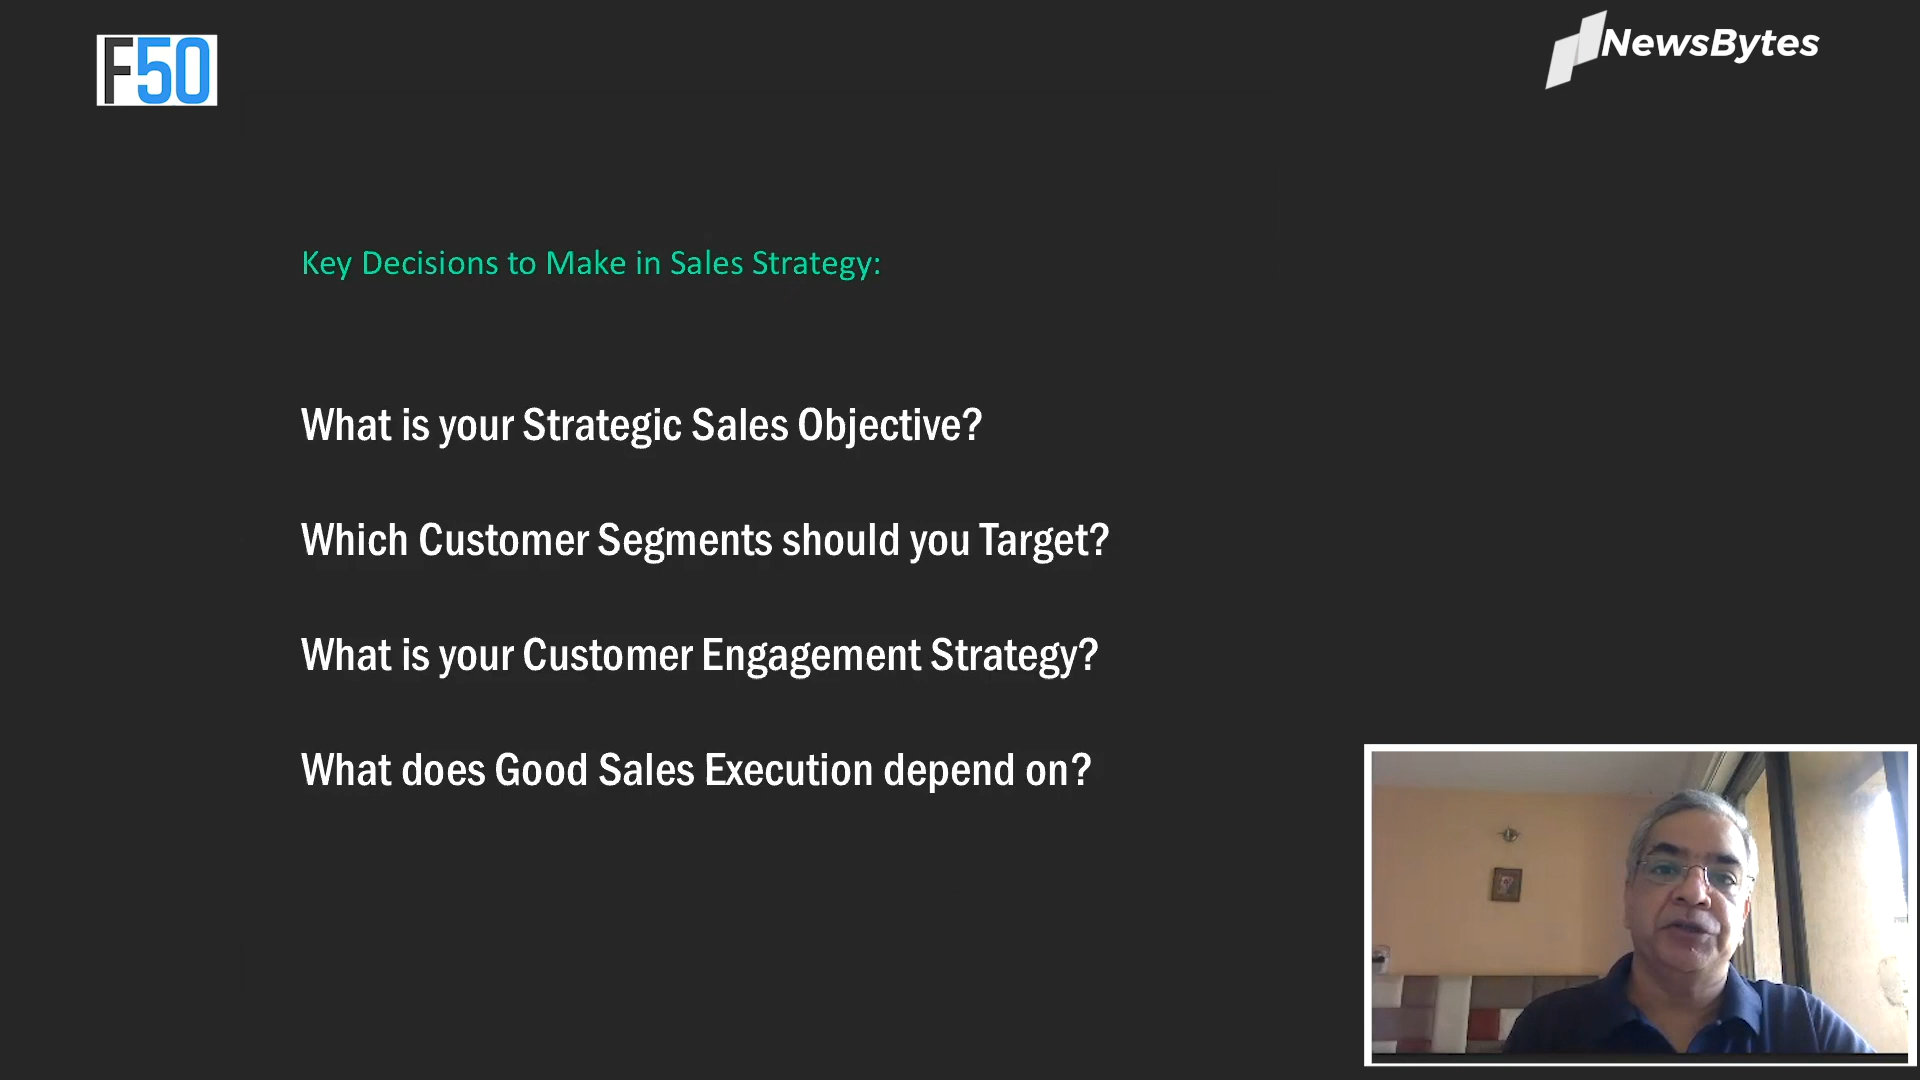 F50
NewsBytes
Key Decisions to Make in Sales Strategy:
What is your Strategic Sales Objective?
Which Customer Segments should you Target?
What is your Customer Engagement Strategy?
What does Good Sales Execution depend on?